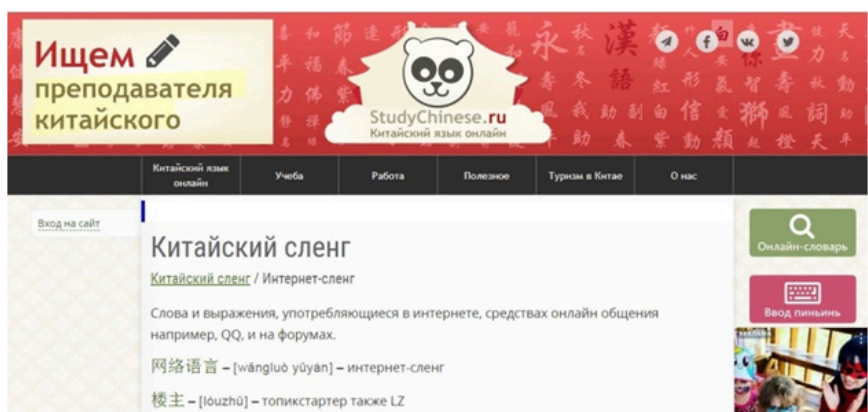 Ищем
преподавателя
китайского
StudyChinese.ru
Китайский язык онлайн
Китайский язык
онлайн
Учеба
Работа
Полезное
Туризм в Китае
О нас
Вход на сайт
Онлайн-словарь
Ввод пиньинь
Китайский сленг
Китайский сленг / Интернет-сленг
Слова и выражения, употребляющиеся в интернете, средствах онлайн общения
например, QQ, и на форумах.
网络语言 – [wǎngluò yǔyán] – интернет-сленг
楼主 – [lóuzhǔ] – топикстартер также LZ